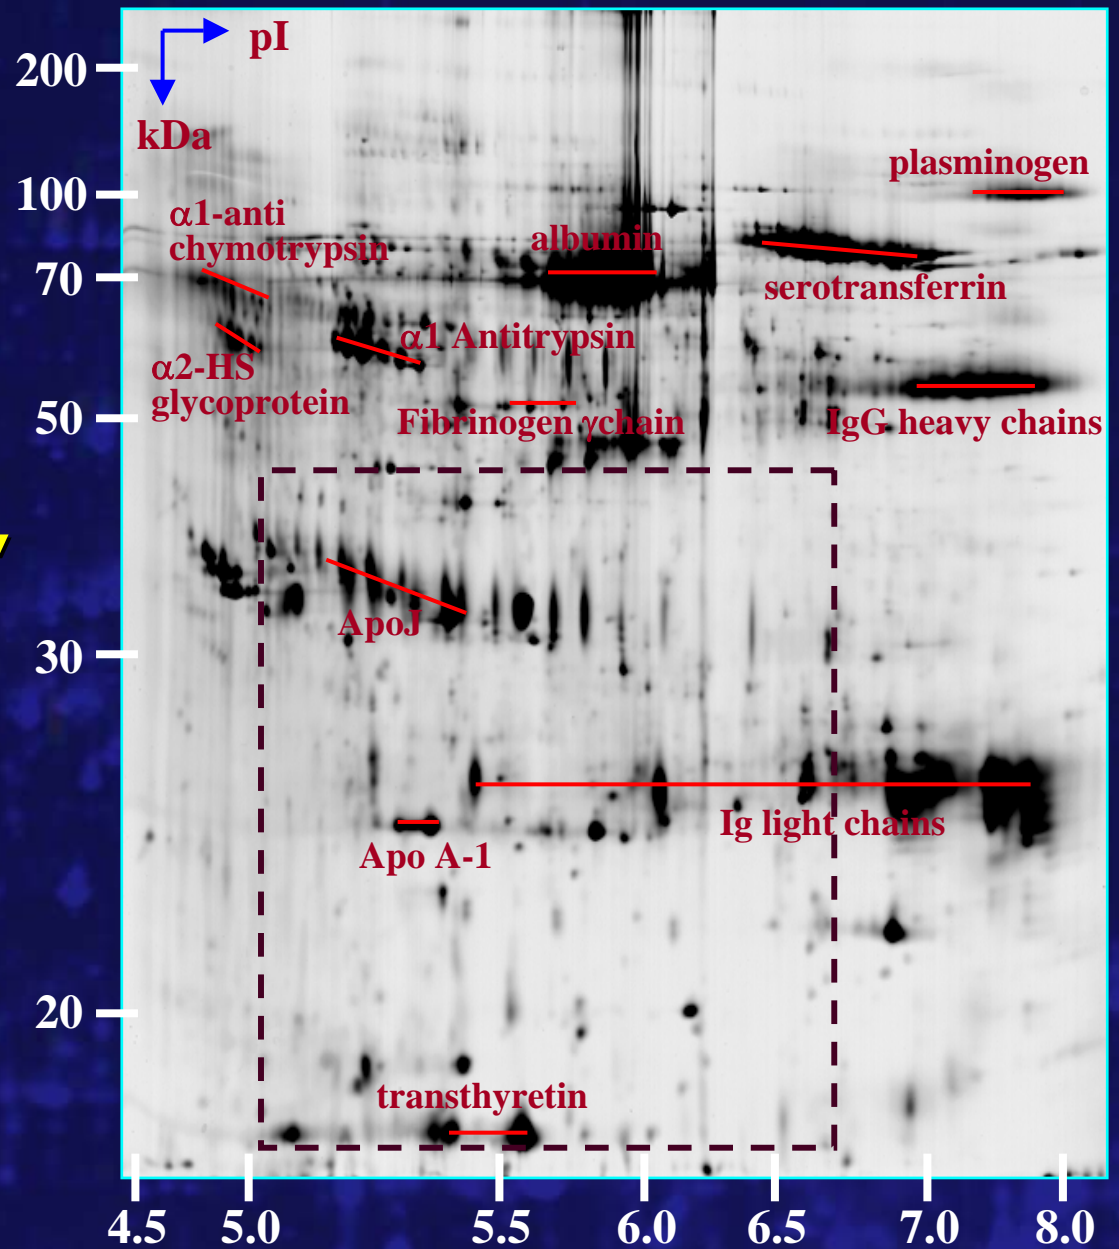 pI
200
kDa
plasminogen
100
α1-anti
chymotrypsin
albumin
70
serotransferrin
α1 Antitrypsin
α2-HS
glycoprotein
50
Fibrinogen γchain
IgG heavy chains
ApoJ
30
Ig light chains
Apo A-1
20
transthyretin
4.5 5.0 5.5 6.0 6.5 7.0 8.0